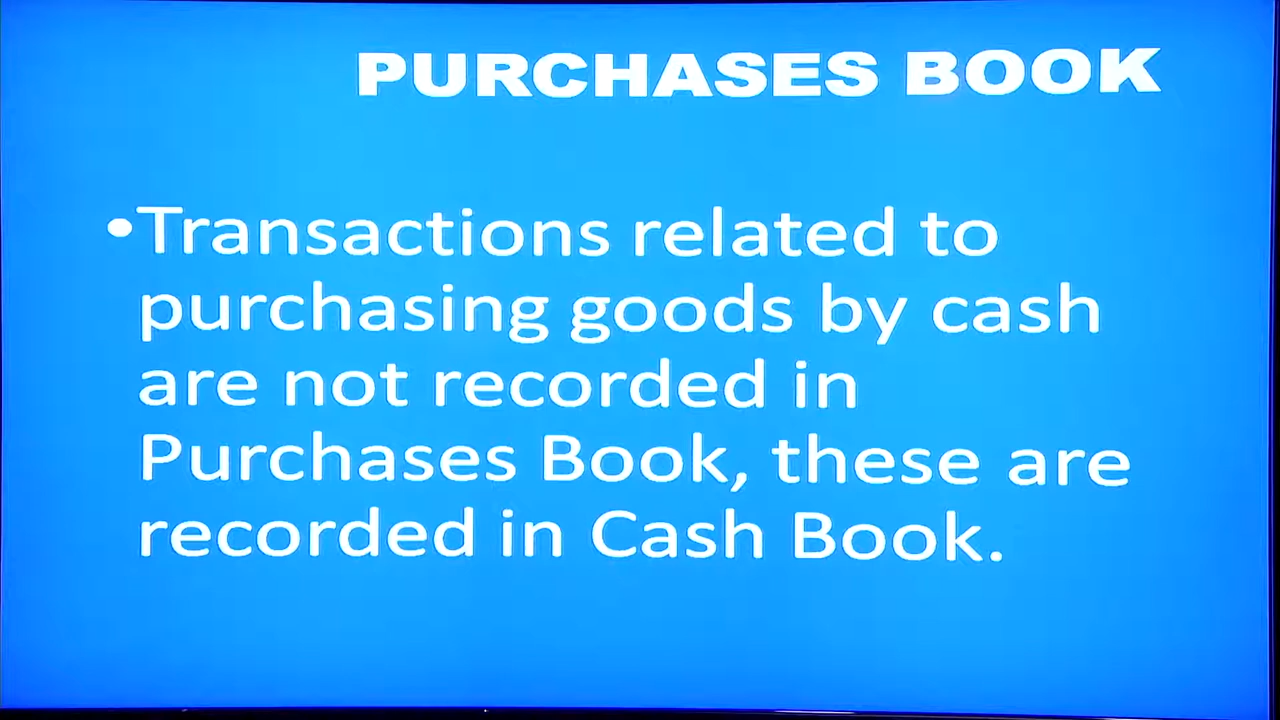 PURCHASES BOOK
•Transactions related to
purchasing goods by cash
are not recorded in
Purchases Book, these are
recorded in Cash Book.